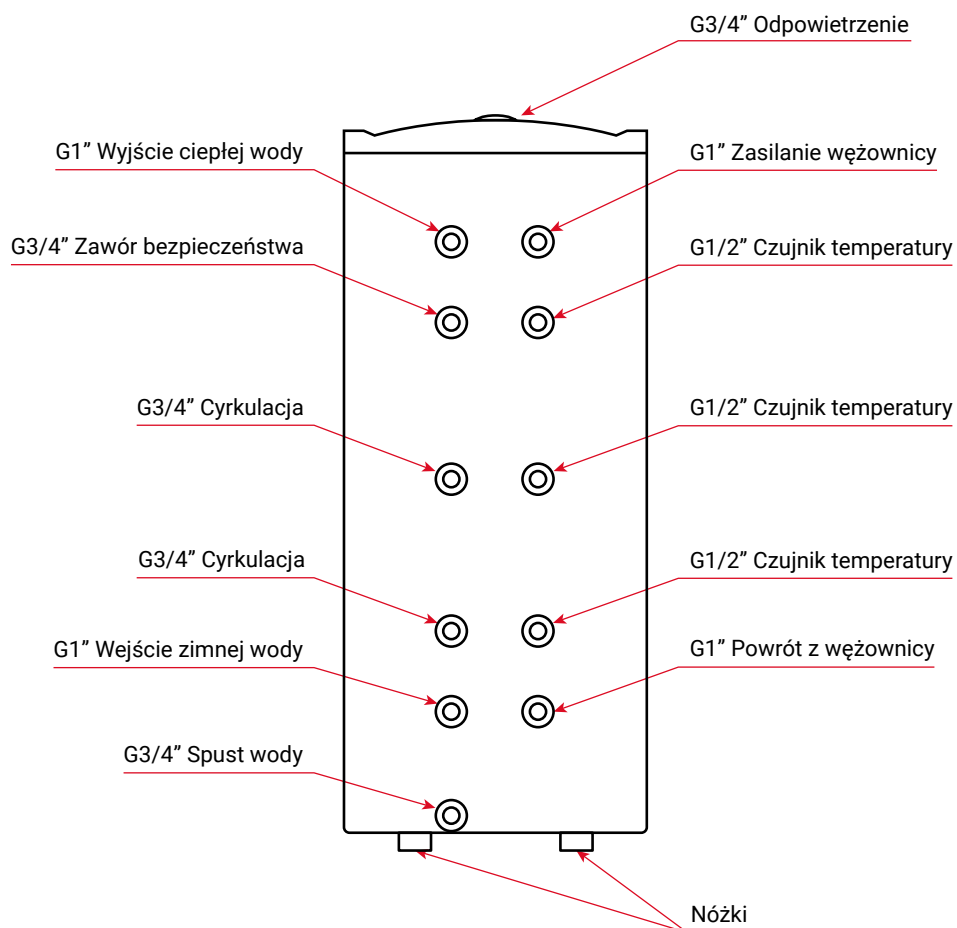 G3/4” Odpowietrzenie
G1” Wyjście ciepłej wody
G1” Zasilanie wężownicy
G3/4” Zawór bezpieczeństwa
G1/2” Czujnik temperatury
G3/4” Cyrkulacja
G1/2” Czujnik temperatury
G3/4” Cyrkulacja
G1/2” Czujnik temperatury
G1” Wejście zimnej wody
G1” Powrót z wężownicy
G3/4” Spust wody
Nóżki